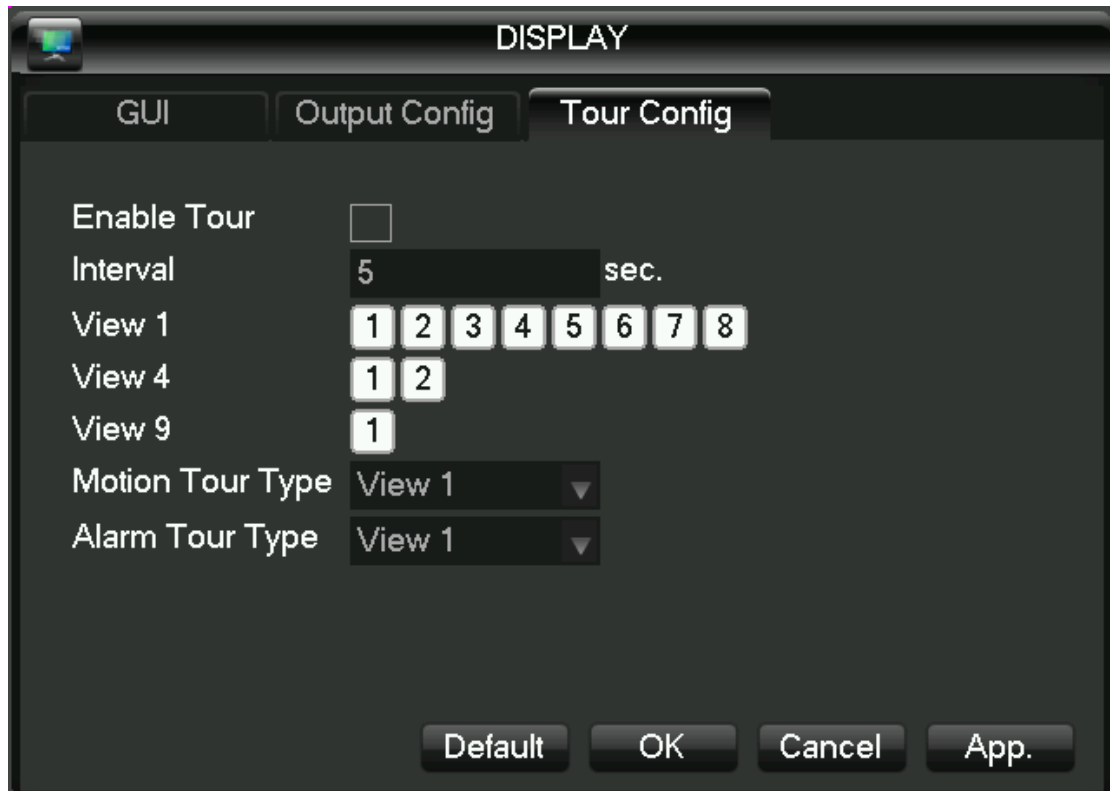 DISPLAY
GUI Output Config Tour Config
Enable Tour
Interval 5 sec.
View 1 1 2 3 4 5 6 7 8
View 4 1 2
View 9 1
Motion Tour Type View 1
Alarm Tour Type View 1
Default OK Cancel App.